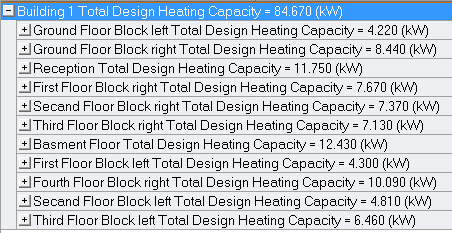 Building 1 Total Design Heating Capacity = 84.670 (kW)
Ground Floor Block left Total Design Heating Capacity = 4.220 (kW)
Ground Floor Block right Total Design Heating Capacity = 8.440 (kW)
Reception Total Design Heating Capacity = 11.750 (kW)
First Floor Block right Total Design Heating Capacity = 7.670 (kW)
Second Floor Block right Total Design Heating Capacity = 7.370 (kW)
Third Floor Block right Total Design Heating Capacity = 7.130 (kW)
Basment Floor Total Design Heating Capacity = 12.430 (kW)
First Floor Block left Total Design Heating Capacity = 4.300 (kW)
Fourth Floor Block right Total Design Heating Capacity = 10.090 (kW)
Second Floor Block left Total Design Heating Capacity = 4.810 (kW)
Third Floor Block left Total Design Heating Capacity = 6.460 (kW)